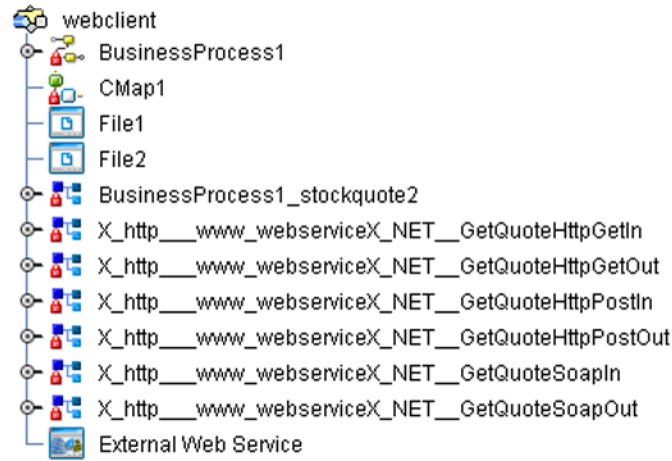 webclient
BusinessProcess1
CMap1
File1
File2
BusinessProcess1_stockquote2
X_http___www_webserviceX_NET__GetQuoteHttpGetIn
X_http___www_webserviceX_NET__GetQuoteHttpGetOut
X_http___www_webserviceX_NET__GetQuoteHttpPostIn
X_http___www_webserviceX_NET__GetQuoteHttpPostOut
X_http___www_webserviceX_NET__GetQuoteSoapIn
X_http___www_webserviceX_NET__GetQuoteSoapOut
External Web Service